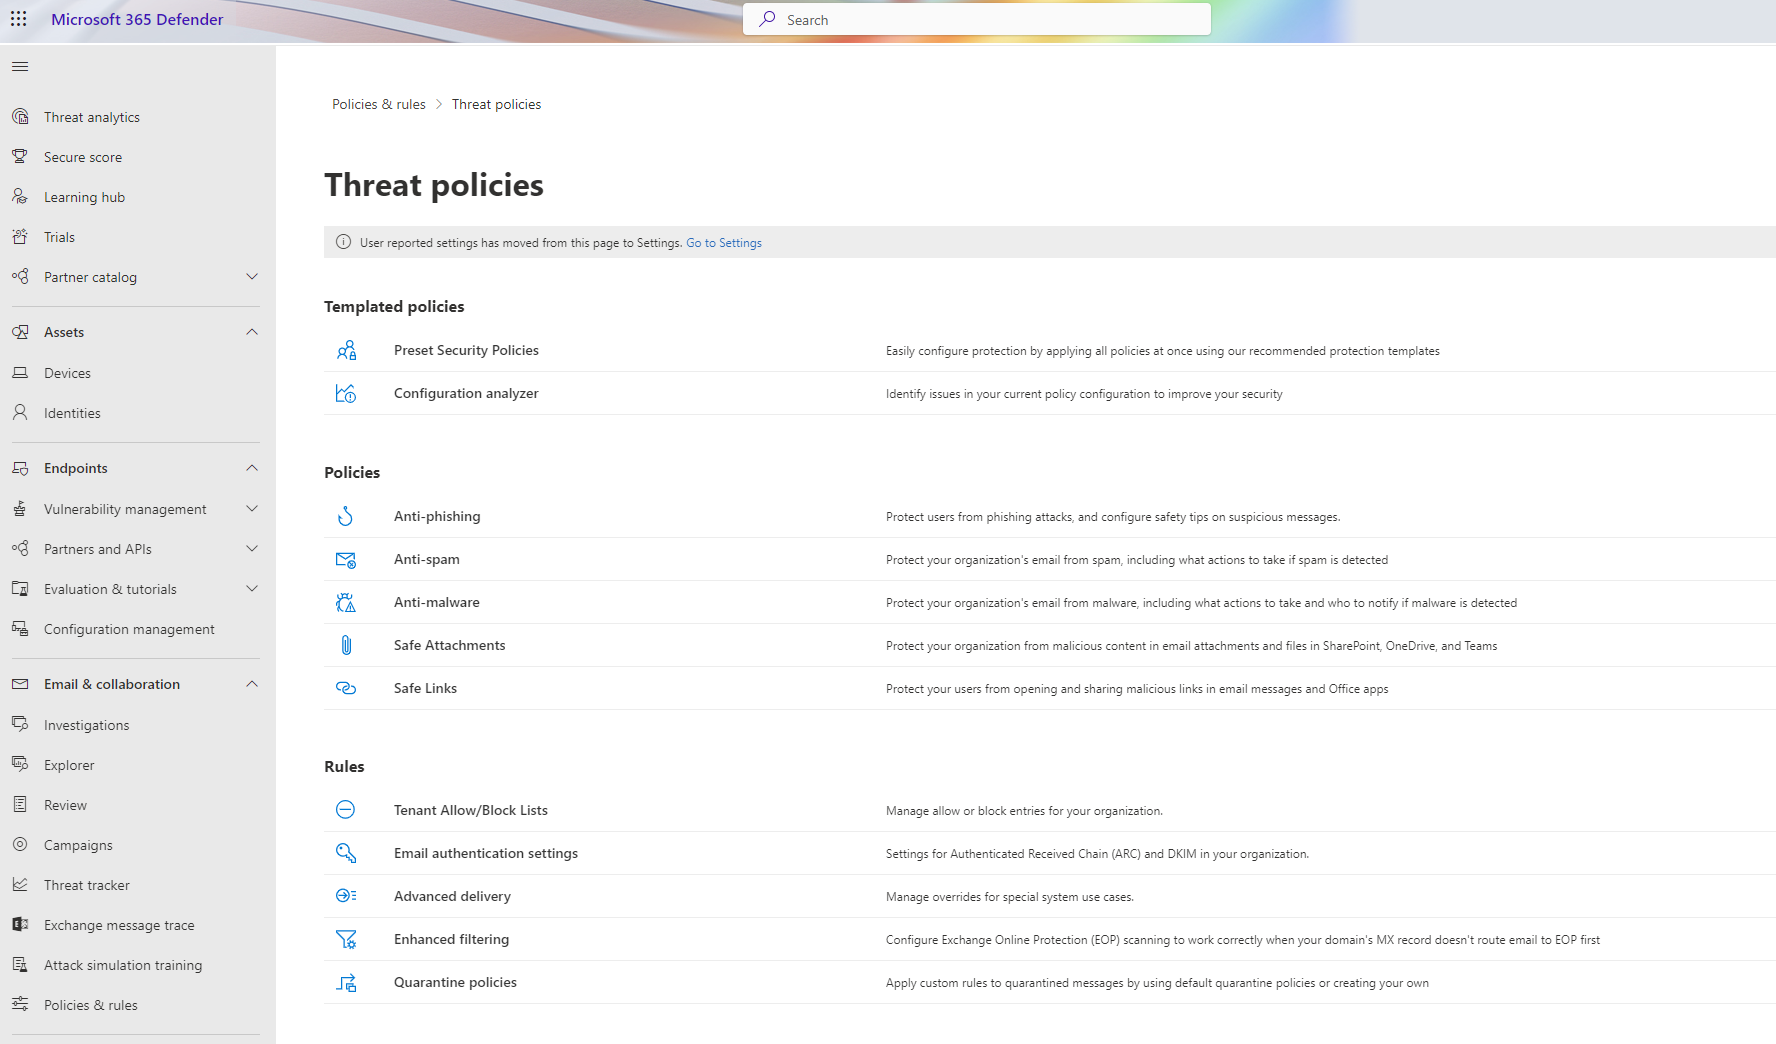 Microsoft 365 Defender
Search
Threat analytics
Secure score
Learning hub
Trials
Partner catalog
Assets
Devices
Identities
Endpoints
Vulnerability management
Partners and APIs
Evaluation & tutorials
Configuration management
Email & collaboration
Investigations
Explorer
Review
Campaigns
Threat tracker
Exchange message trace
Attack simulation training
Policies & rules
Policies & rules > Threat policies
Threat policies
User reported settings has moved from this page to Settings. Go to Settings
Templated policies
Preset Security Policies Easily configure protection by applying all policies at once using our recommended protection templates
Configuration analyzer Identify issues in your current policy configuration to improve your security
Policies
Anti-phishing Protect users from phishing attacks, and configure safety tips on suspicious messages.
Anti-spam Protect your organization's email from spam, including what actions to take if spam is detected
Anti-malware Protect your organization's email from malware, including what actions to take and who to notify if malware is detected
Safe Attachments Protect your organization from malicious content in email attachments and files in SharePoint, OneDrive, and Teams
Safe Links Protect your users from opening and sharing malicious links in email messages and Office apps
Rules
Tenant Allow/Block Lists Manage allow or block entries for your organization.
Email authentication settings Settings for Authenticated Received Chain (ARC) and DKIM in your organization.
Advanced delivery Manage overrides for special system use cases.
Enhanced filtering Configure Exchange Online Protection (EOP) scanning to work correctly when your domain's MX record doesn't route email to EOP first
Quarantine policies Apply custom rules to quarantined messages by using default quarantine policies or creating your own